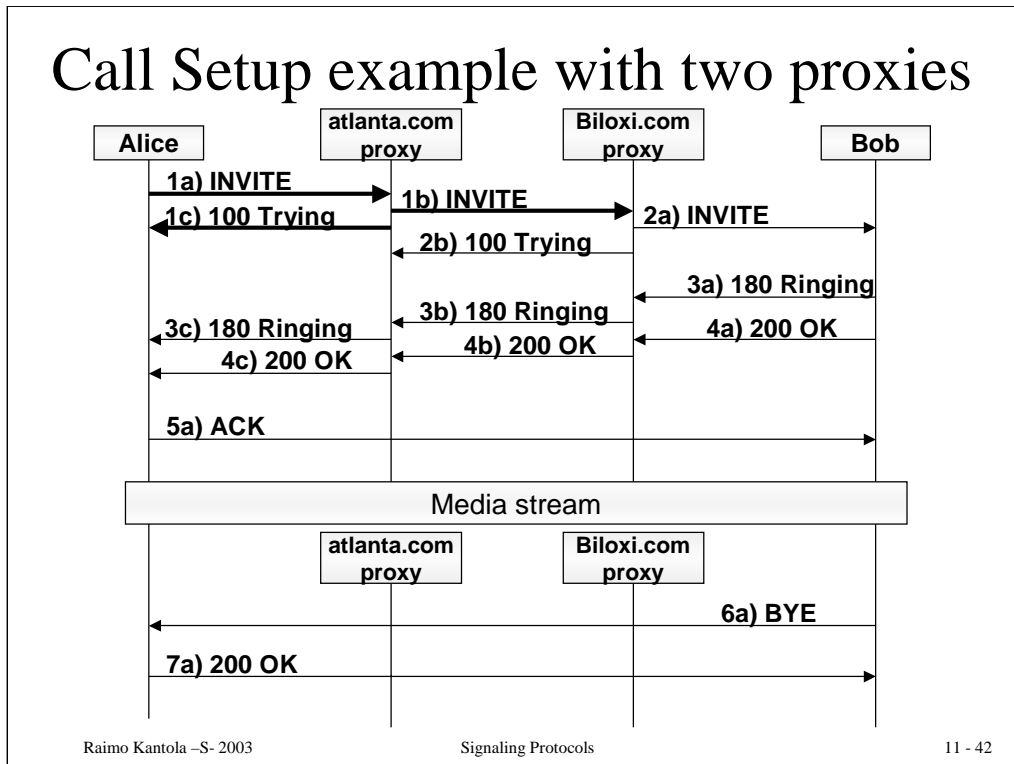 Call Setup example with two proxies
Alice
atlanta.com
proxy
Biloxi.com
proxy
Bob
1a) INVITE
1b) INVITE
1c) 100 Trying
2a) INVITE
2b) 100 Trying
3a) 180 Ringing
3b) 180 Ringing
3c) 180 Ringing
4a) 200 OK
4b) 200 OK
4c) 200 OK
5a) ACK
Media stream
atlanta.com
proxy
Biloxi.com
proxy
6a) BYE
7a) 200 OK
Raimo Kantola –S- 2003
Signaling Protocols
11 - 42